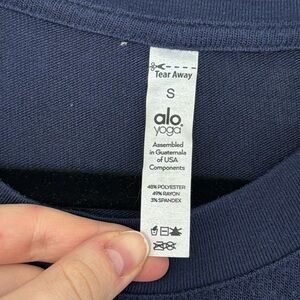 Tear Away
S
alo
yoga
Assembled
in Guatemala
of USA
Components
48% POLYESTER
49% RAYON
3% SPANDEX